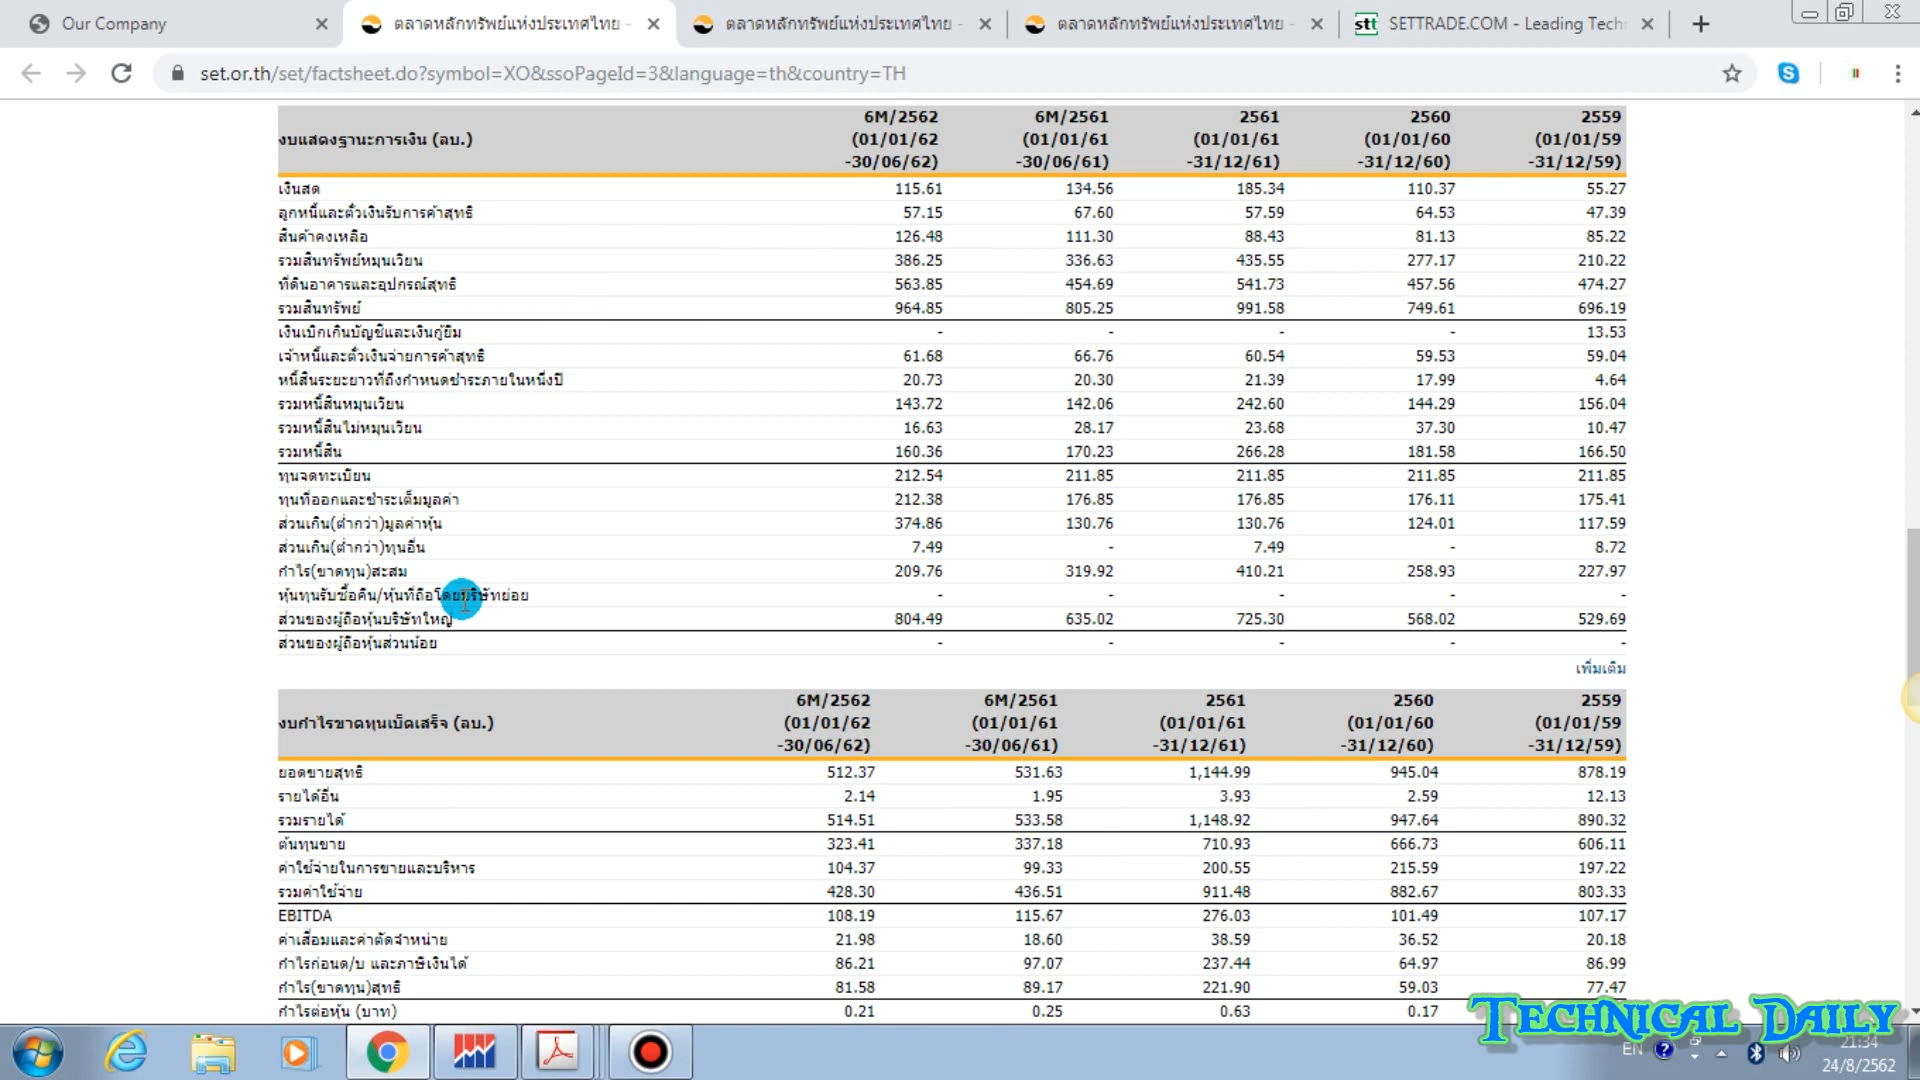 Our Company
ตลาดหลักทรัพย์แห่งประเทศไทย -
ตลาดหลักทรัพย์แห่งประเทศไทย -
ตลาดหลักทรัพย์แห่งประเทศไทย -
stt SETTRADE.COM - Leading Tech
set.or.th/set/factsheet.do?symbol=XO&ssoPageId=3&language=th&country=TH
งบแสดงฐานะการเงิน (ลบ.) 6M/2562 (01/01/62 -30/06/62) 6M/2561 (01/01/61 -30/06/61) 2561 (01/01/61 -31/12/61) 2560 (01/01/60 -31/12/60) 2559 (01/01/59 -31/12/59)
เงินสด 115.61 134.56 185.34 110.37 55.27
ลูกหนี้และตั๋วเงินรับการค้าสุทธิ 57.15 67.60 57.59 64.53 47.39
สินค้าคงเหลือ 126.48 111.30 88.43 81.13 85.22
รวมสินทรัพย์หมุนเวียน 386.25 336.63 435.55 277.17 210.22
ที่ดินอาคารและอุปกรณ์สุทธิ 563.85 454.69 541.73 457.56 474.27
รวมสินทรัพย์ 964.85 805.25 991.58 749.61 696.19
เงินเบิกเกินบัญชีและเงินกู้ยืม - - - - 13.53
เจ้าหนี้และตั๋วเงินจ่ายการค้าสุทธิ 61.68 66.76 60.54 59.53 59.04
หนี้สินระยะยาวที่ถึงกำหนดชำระภายในหนึ่งปี 20.73 20.30 21.39 17.99 4.64
รวมหนี้สินหมุนเวียน 143.72 142.06 242.60 144.29 156.04
รวมหนี้สินไม่หมุนเวียน 16.63 28.17 23.68 37.30 10.47
รวมหนี้สิน 160.36 170.23 266.28 181.58 166.50
ทุนจดทะเบียน 212.54 211.85 211.85 211.85 211.85
ทุนที่ออกและชำระเต็มมูลค่า 212.38 176.85 176.85 176.11 175.41
ส่วนเกิน(ต่ำกว่า)มูลค่าหุ้น 374.86 130.76 130.76 124.01 117.59
ส่วนเกิน(ต่ำกว่า)ทุนอื่น 7.49 - 7.49 - 8.72
กำไร(ขาดทุน)สะสม 209.76 319.92 410.21 258.93 227.97
หุ้นทุนรับซื้อคืน/หุ้นที่ถือโดยบริษัทย่อย - - - - -
ส่วนของผู้ถือหุ้นบริษัทใหญ่ 804.49 635.02 725.30 568.02 529.69
ส่วนของผู้ถือหุ้นส่วนน้อย - - - - -
เพิ่มเติม
งบกำไรขาดทุนเบ็ดเสร็จ (ลบ.) 6M/2562 (01/01/62 -30/06/62) 6M/2561 (01/01/61 -30/06/61) 2561 (01/01/61 -31/12/61) 2560 (01/01/60 -31/12/60) 2559 (01/01/59 -31/12/59)
ยอดขายสุทธิ 512.37 531.63 1,144.99 945.04 878.19
รายได้อื่น 2.14 1.95 3.93 2.59 12.13
รวมรายได้ 514.51 533.58 1,148.92 947.64 890.32
ต้นทุนขาย 323.41 337.18 710.93 666.73 606.11
ค่าใช้จ่ายในการขายและบริหาร 104.37 99.33 200.55 215.59 197.22
รวมค่าใช้จ่าย 428.30 436.51 911.48 882.67 803.33
EBITDA 108.19 115.67 276.03 101.49 107.17
ค่าเสื่อมและค่าตัดจำหน่าย 21.98 18.60 38.59 36.52 20.18
กำไรก่อนด/บ และภาษีเงินได้ 86.21 97.07 237.44 64.97 86.99
กำไร(ขาดทุน)สุทธิ 81.58 89.17 221.90 59.03 77.47
กำไรต่อหุ้น (บาท) 0.21 0.25 0.63 0.17
Technical Daily
EN 21:34
24/8/2562